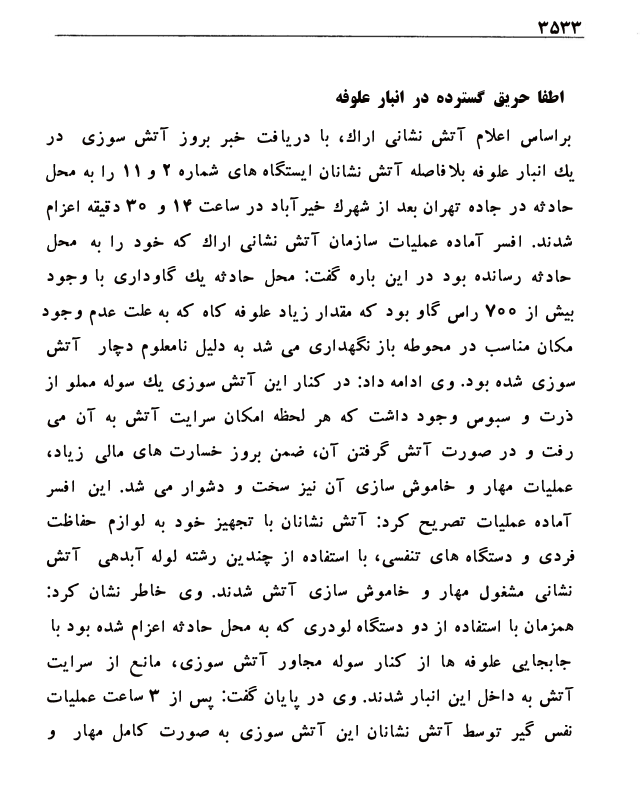 ۳۵۳۳
اطفا حریق گسترده در انبار علوفه
براساس اعلام آتش نشانی اراك، با دریافت خبر بروز آتش سوزی در
یك انبار علوفه بلافاصله آتش نشانان ایستگاه های شماره ۲ و ۱۱ را به محل
حادثه در جاده تهران بعد از شهرك خیرآباد در ساعت ۱۴ و ۳۰ دقیقه اعزام
شدند. افسر آماده عملیات سازمان آتش نشانی اراك که خود را به محل
حادثه رسانده بود در این باره گفت: محل حادثه یك گاوداری با وجود
بیش از ۷۰۰ راس گاو بود که مقدار زیاد علوفه کاه که به علت عدم وجود
مکان مناسب در محوطه باز نگهداری می شد به دلیل نامعلوم دچار آتش
سوزی شده بود. وی ادامه داد: در کنار این آتش سوزی یك سوله مملو از
ذرت و سبوس وجود داشت که هر لحظه امکان سرایت آتش به آن می
رفت و در صورت آتش گرفتن آن، ضمن بروز خسارت های مالی زیاد،
عملیات مهار و خاموش سازی آن نیز سخت و دشوار می شد. این افسر
آماده عملیات تصریح کرد: آتش نشانان با تجهیز خود به لوازم حفاظت
فردی و دستگاه های تنفسی، با استفاده از چندین رشته لوله آبدهی آتش
نشانی مشغول مهار و خاموش سازی آتش شدند. وی خاطر نشان کرد:
همزمان با استفاده از دو دستگاه لودری که به محل حادثه اعزام شده بود با
جابجایی علوفه ها از کنار سوله مجاور آتش سوزی، مانع از سرایت
آتش به داخل این انبار شدند. وی در پایان گفت: پس از ۳ ساعت عملیات
نفس گیر توسط آتش نشانان این آتش سوزی به صورت کامل مهار و